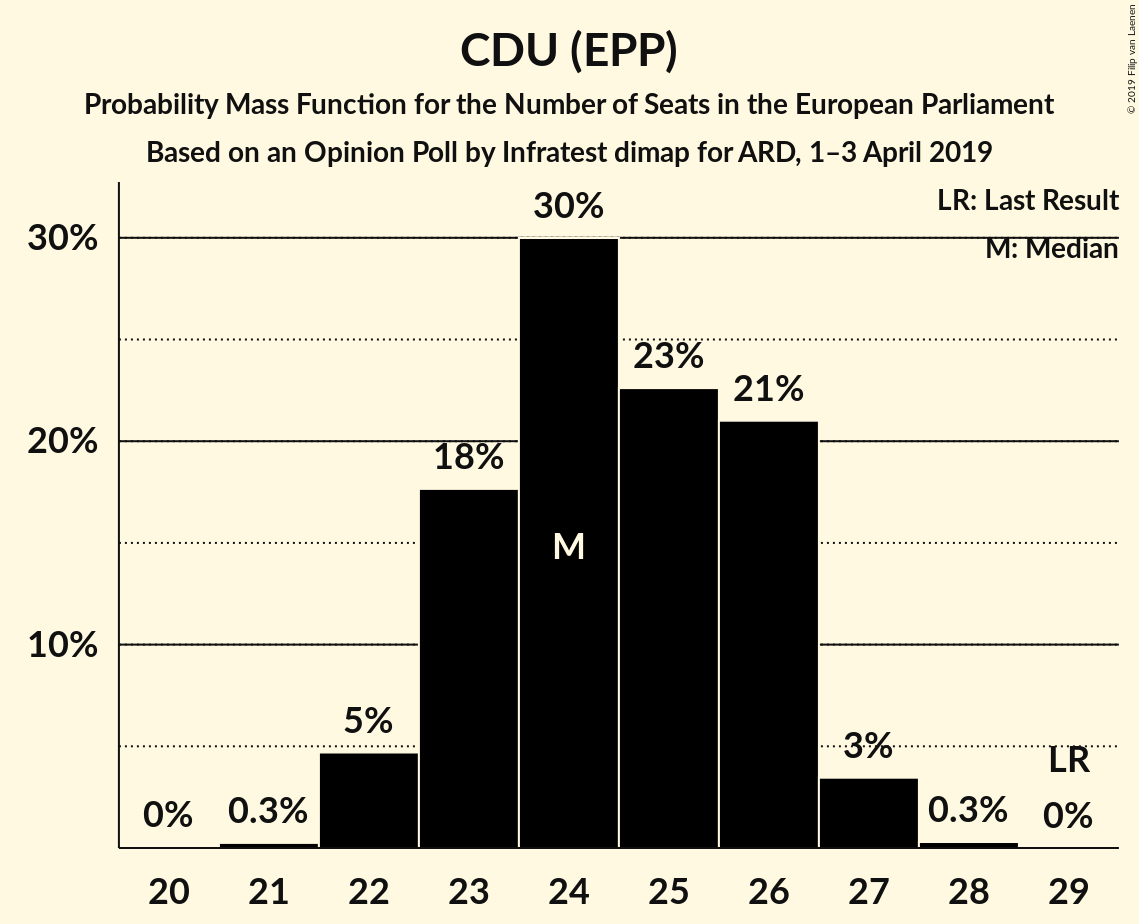 CDU (EPP)
Probability Mass Function for the Number of Seats in the European Parliament
Based on an Opinion Poll by Infratest dimap for ARD, 1–3 April 2019
© 2019 Filip van Laenen
LR: Last Result
M: Median
30%
20%
10%
0%
0.3%
5%
18%
30%
M
23%
21%
3%
0.3%
LR
0%
20 21 22 23 24 25 26 27 28 29